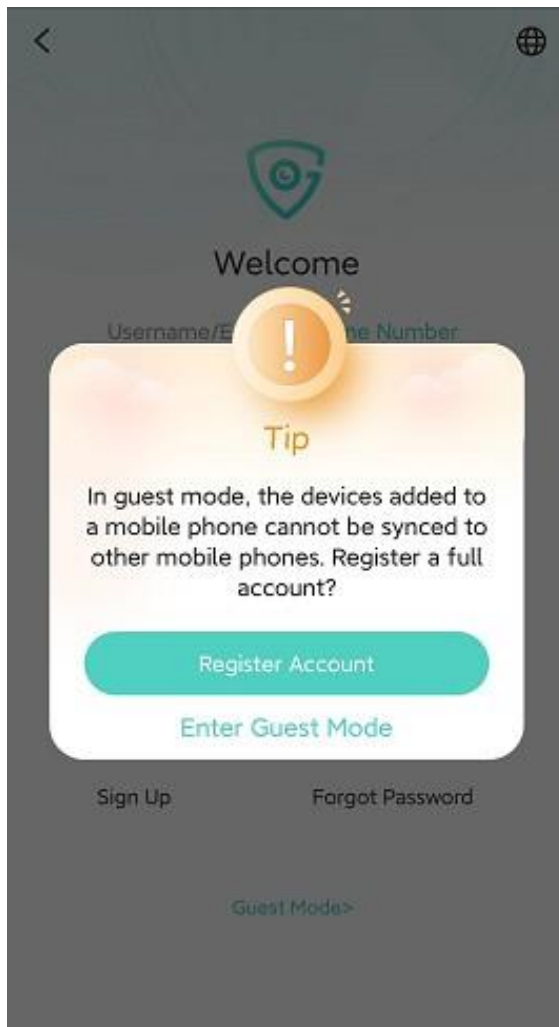 Welcome
Username/E ne Number
!
Tip
In guest mode, the devices added to
a mobile phone cannot be synced to
other mobile phones. Register a full
account?
Register Account
Enter Guest Mode
Sign Up Forgot Password
Guest Mode>